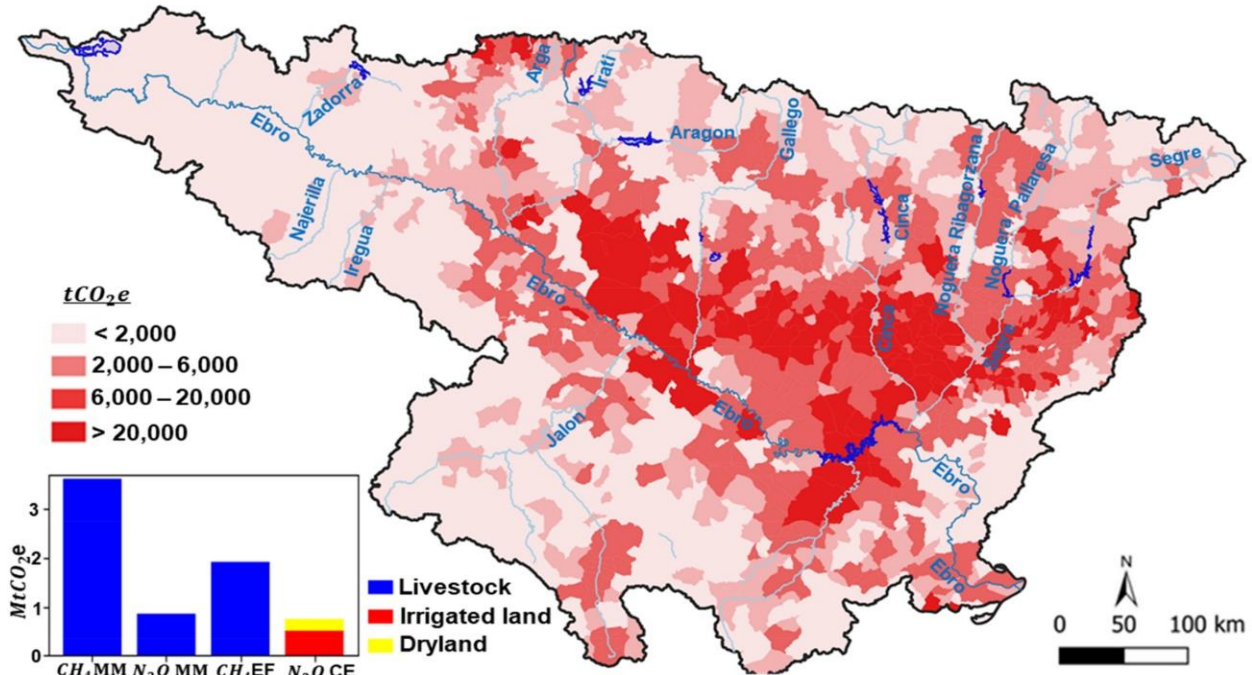 Arga
Irati
Zadorra
Ebro
Aragon
Gallego
Segre
Najerilla
Iregua
Cinca
Noguera Ribagorzana
Noguera Pallaresa
Ebro
Cinca
Segre
tCO₂e
< 2,000
2,000 – 6,000
6,000 – 20,000
> 20,000
Jalon
Ebro
Ebro
Ebro
MtCO₂e
3
2
1
0
CH₄MM N₂O MM CH₄EF N₂O CF
Livestock
Irrigated land
Dryland
N
0 50 100 km